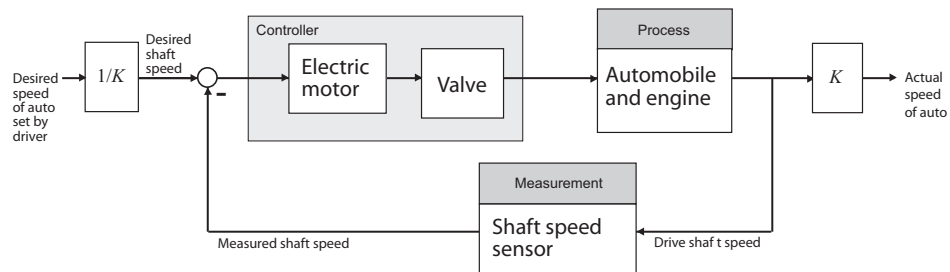 Desired
speed
of auto
set by
driver
1/K
Desired
shaft
speed
-
Controller
Electric
motor
Valve
Process
Automobile
and engine
K
Actual
speed
of auto
Measurement
Shaft speed
sensor
Measured shaft speed
Drive shaf t speed